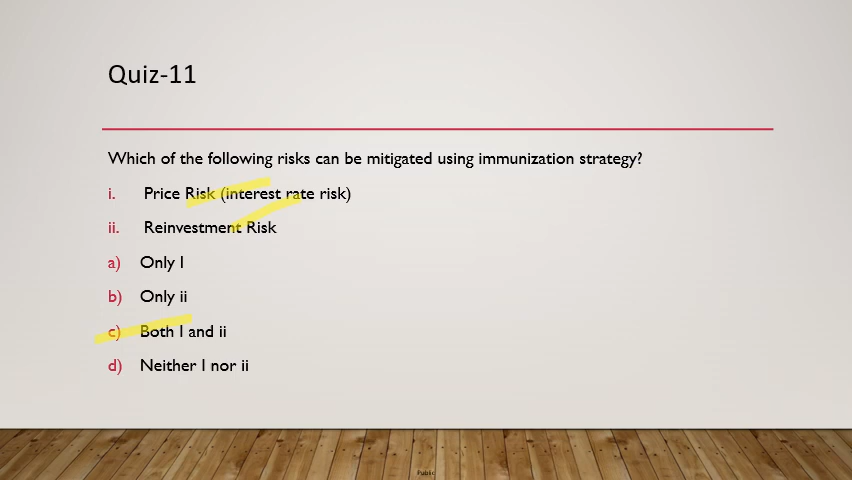 Quiz-11
Which of the following risks can be mitigated using immunization strategy?
i. Price Risk (interest rate risk)
ii. Reinvestment Risk
a) Only I
b) Only ii
c) Both I and ii
d) Neither I nor ii
Public